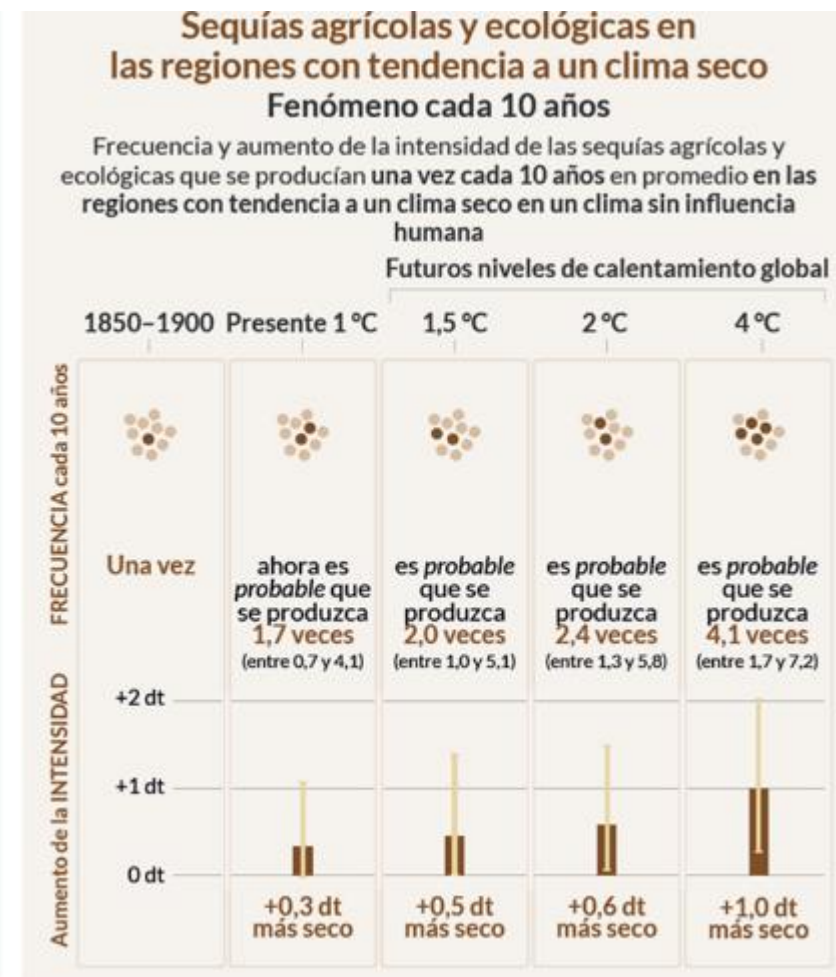 Sequías agrícolas y ecológicas en
las regiones con tendencia a un clima seco
Fenómeno cada 10 años
Frecuencia y aumento de la intensidad de las sequías agrícolas y
ecológicas que se producían una vez cada 10 años en promedio en las
regiones con tendencia a un clima seco en un clima sin influencia
humana
Futuros niveles de calentamiento global
1850–1900 Presente 1 °C 1,5 °C 2 °C 4 °C
FRECUENCIA cada 10 años
Una vez
ahora es
probable que
se produzca
1,7 veces
(entre 0,7 y 4,1)
es probable
que se
produzca
2,0 veces
(entre 1,0 y 5,1)
es probable
que se
produzca
2,4 veces
(entre 1,3 y 5,8)
es probable
que se
produzca
4,1 veces
(entre 1,7 y 7,2)
Aumento de la INTENSIDAD
+2 dt
+1 dt
0 dt
+0,3 dt
más seco
+0,5 dt
más seco
+0,6 dt
más seco
+1,0 dt
más seco